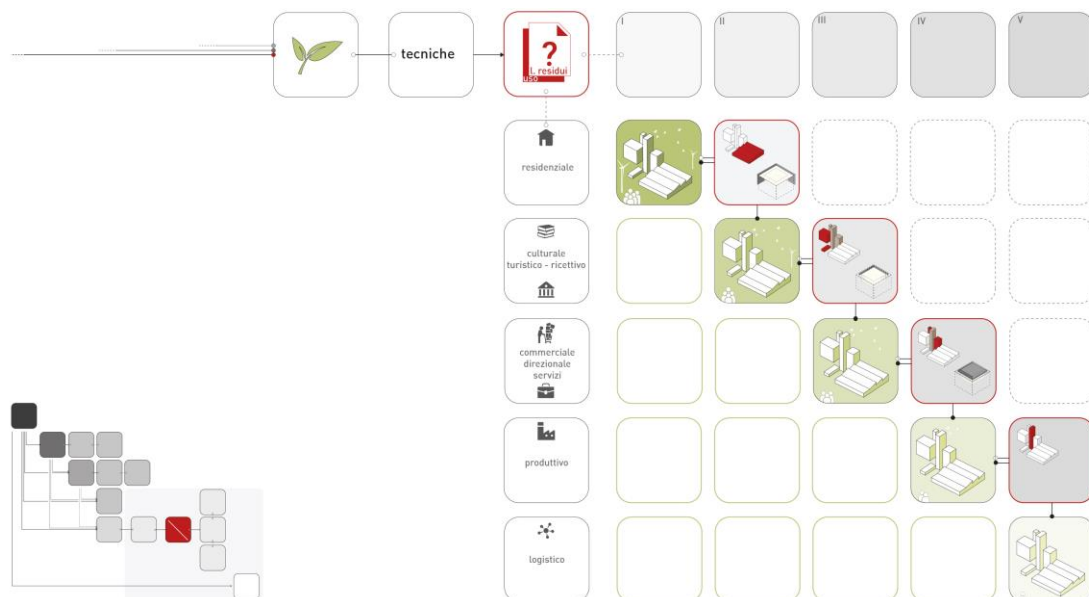 I
II
III
IV
V
tecniche
?
I. residui
uso
residenziale
culturale
turistico - ricettivo
commerciale
direzionale
servizi
produttivo
logistico